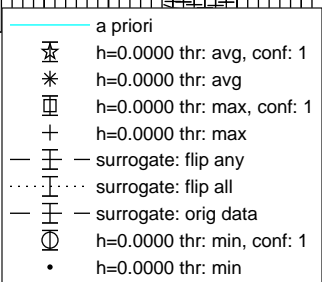 a priori
h=0.0000 thr: avg, conf: 1
h=0.0000 thr: avg
h=0.0000 thr: max, conf: 1
h=0.0000 thr: max
surrogate: flip any
surrogate: flip all
surrogate: orig data
h=0.0000 thr: min, conf: 1
h=0.0000 thr: min